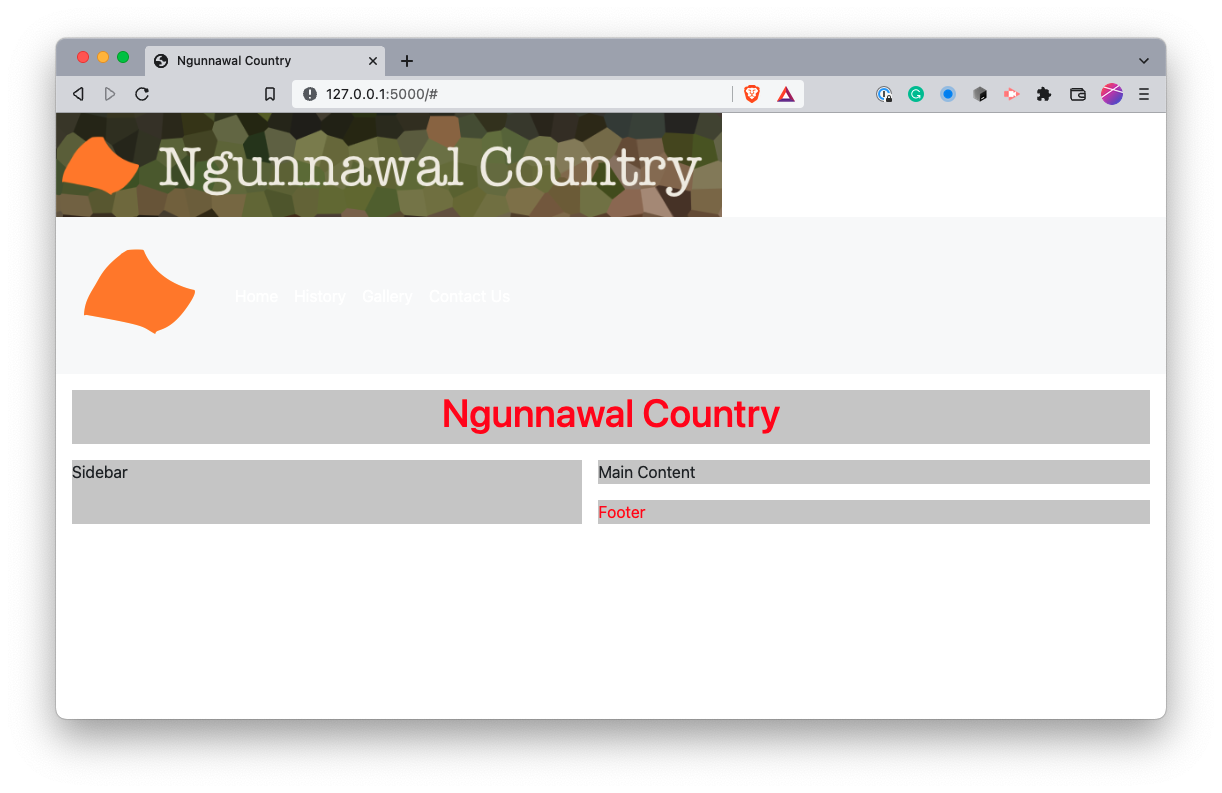 Ngunnawal Country
127.0.0.1:5000/#
Ngunnawal Country
Home History Gallery Contact Us
Ngunnawal Country
Sidebar
Main Content
Footer